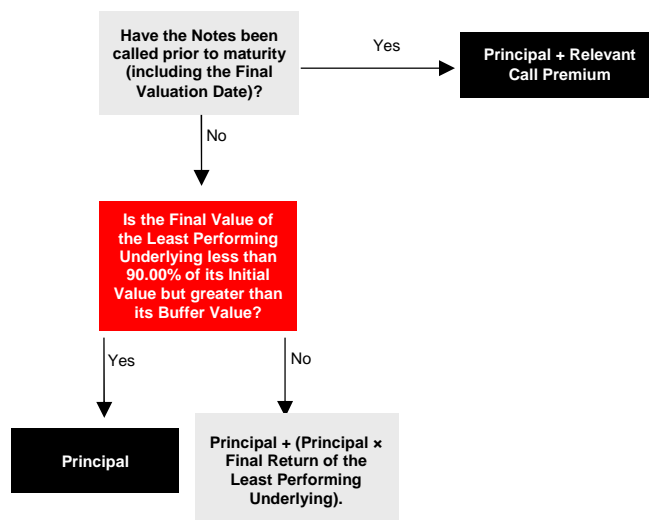 Have the Notes been
called prior to maturity
(including the Final
Valuation Date)?
Yes
Principal + Relevant
Call Premium
No
Is the Final Value of
the Least Performing
Underlying less than
90.00% of its Initial
Value but greater than
its Buffer Value?
Yes
No
Principal
Principal + (Principal ×
Final Return of the
Least Performing
Underlying).